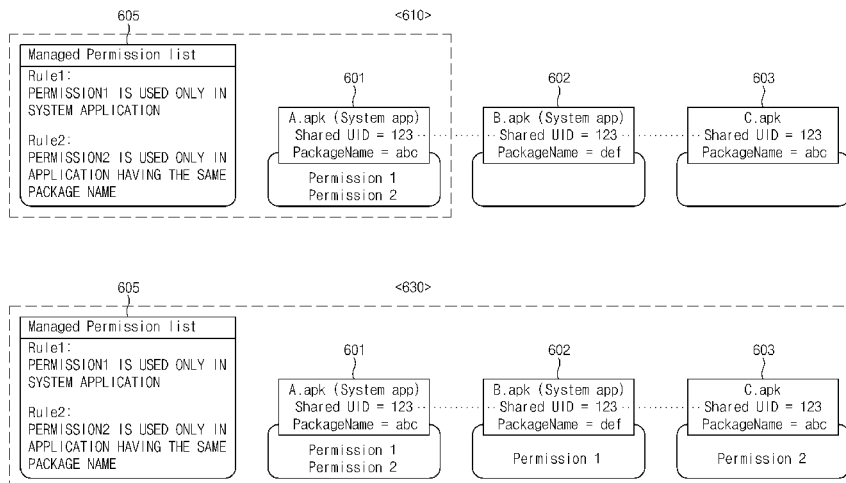 605
<610>
Managed Permission list
Rule1:
PERMISSION1 IS USED ONLY IN
SYSTEM APPLICATION
Rule2:
PERMISSION2 IS USED ONLY IN
APPLICATION HAVING THE SAME
PACKAGE NAME
601
A.apk (System app)
Shared UID = 123
PackageName = abc
Permission 1
Permission 2
602
B.apk (System app)
Shared UID = 123
PackageName = def
603
C.apk
Shared UID = 123
PackageName = abc
605
<630>
Managed Permission list
Rule1:
PERMISSION1 IS USED ONLY IN
SYSTEM APPLICATION
Rule2:
PERMISSION2 IS USED ONLY IN
APPLICATION HAVING THE SAME
PACKAGE NAME
601
A.apk (System app)
Shared UID = 123
PackageName = abc
Permission 1
Permission 2
602
B.apk (System app)
Shared UID = 123
PackageName = def
Permission 1
603
C.apk
Shared UID = 123
PackageName = abc
Permission 2